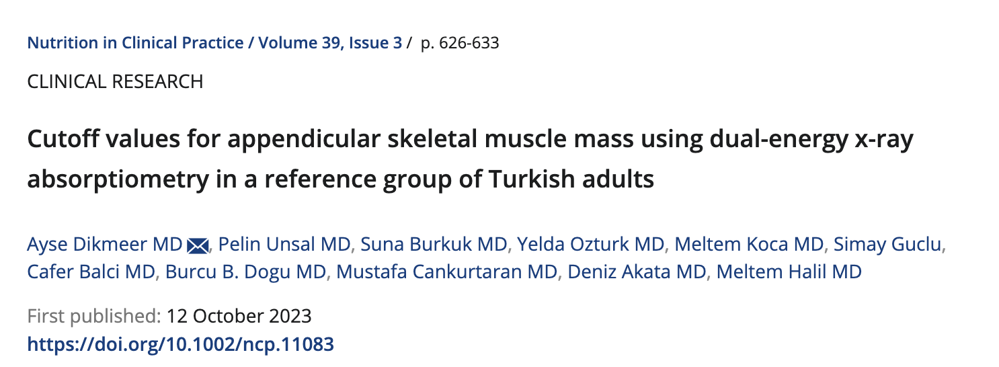 Nutrition in Clinical Practice / Volume 39, Issue 3 / p. 626-633
CLINICAL RESEARCH
Cutoff values for appendicular skeletal muscle mass using dual-energy x-ray
absorptiometry in a reference group of Turkish adults
Ayse Dikmeer MD, Pelin Unsal MD, Suna Burkuk MD, Yelda Ozturk MD, Meltem Koca MD, Simay Guclu,
Cafer Balci MD, Burcu B. Dogu MD, Mustafa Cankurtaran MD, Deniz Akata MD, Meltem Halil MD
First published: 12 October 2023
https://doi.org/10.1002/ncp.11083